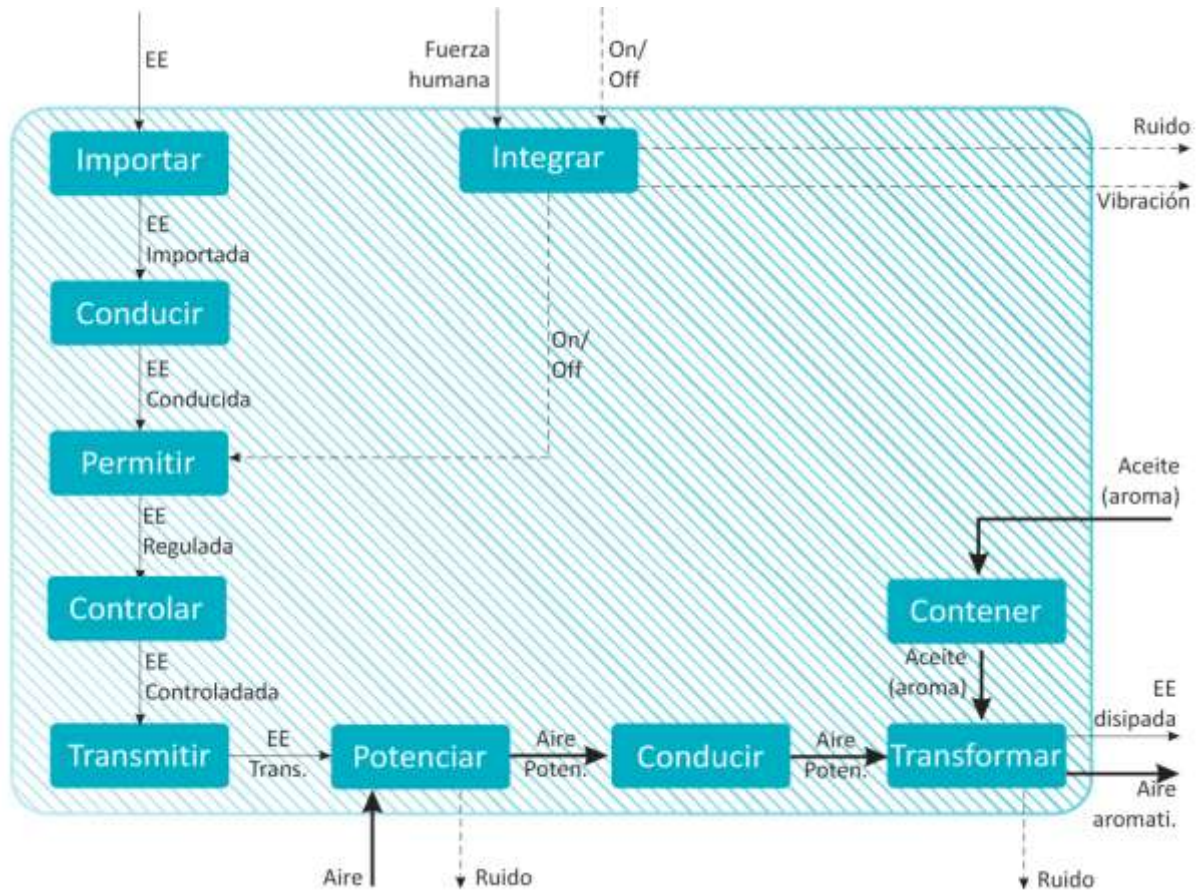 EE
Fuerza
humana
On/
Off
Importar
Integrar
Ruido
Vibración
EE
Importada
Conducir
On/
Off
EE
Conducida
Permitir
Aceite
(aroma)
EE
Regulada
Controlar
Contener
EE
Controladada
Aceite
(aroma)
EE
disipada
Transmitir
EE
Trans.
Potenciar
Aire
Poten.
Conducir
Aire
Poten.
Transformar
Aire
aromati.
Aire
Ruido
Ruido